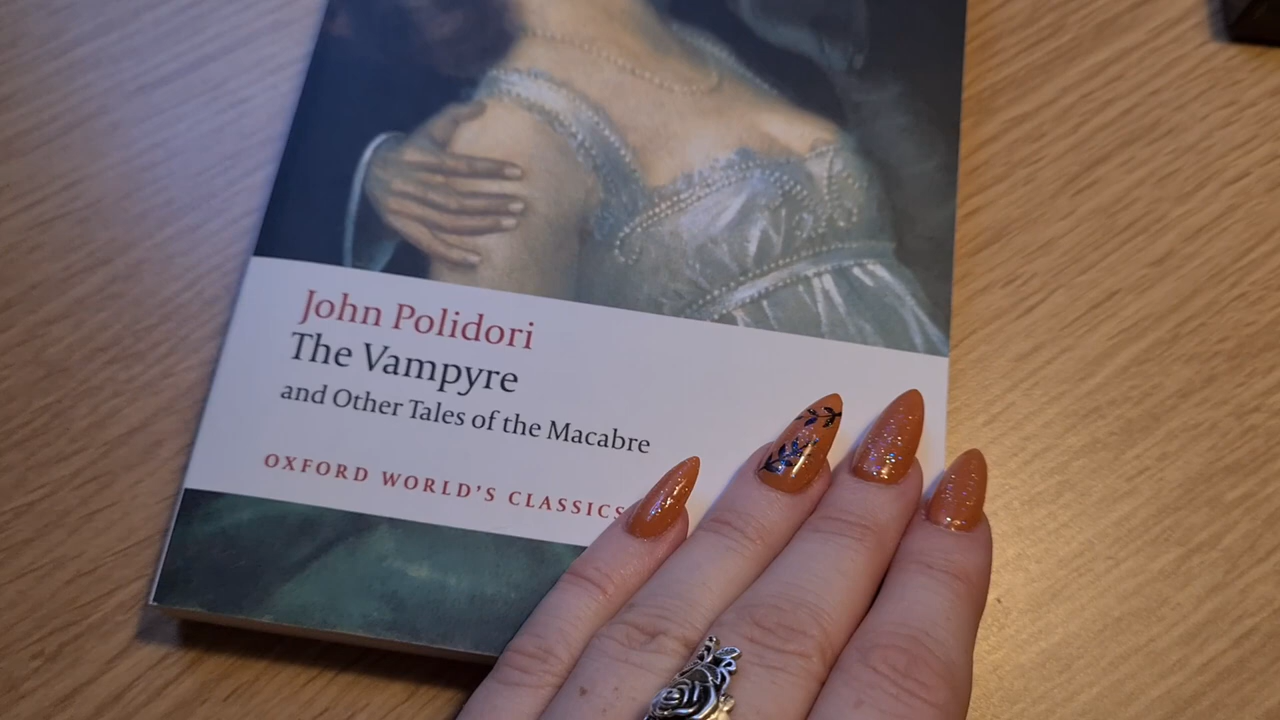 John Polidori
The Vampyre
and Other Tales of the Macabre
OXFORD WORLD'S CLASSICS